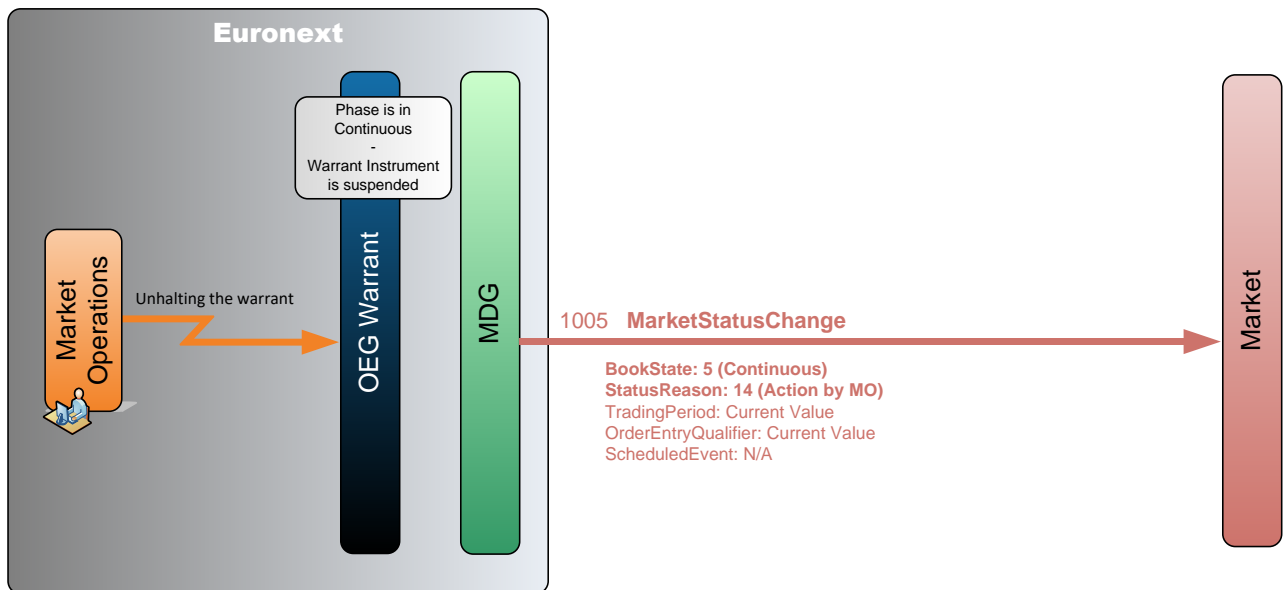 Euronext
Phase is in
Continuous
-
Warrant Instrument
is suspended
Market
Operations
Unhalting the warrant
OEG Warrant
MDG
1005 MarketStatusChange
BookState: 5 (Continuous)
StatusReason: 14 (Action by MO)
TradingPeriod: Current Value
OrderEntryQualifier: Current Value
ScheduledEvent: N/A
Market